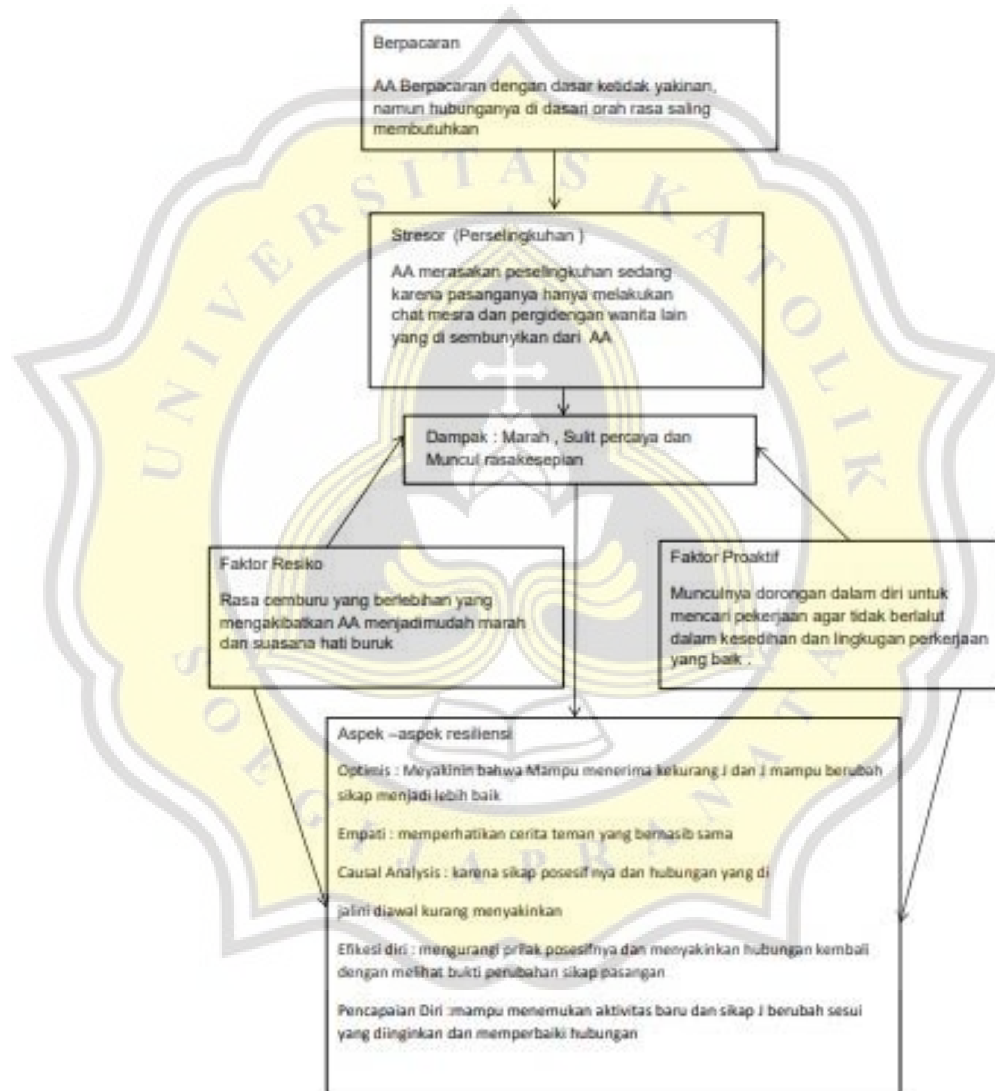 Berpacaran
AA Berpacaran dengan dasar ketidak yakinan,
namun hubunganya di dasari orah rasa saling
membutuhkan
Stresor (Perselingkuhan )
AA merasakan peselingkuhan sedang
karena pasanganya hanya melakukan
chat mesra dan pergidengan wanita lain
yang di sembunyikan dari AA
Dampak : Marah , Sulit percaya dan
Muncul rasakesepian
Faktor Resiko
Rasa cemburu yang berlebihan yang
mengakibatkan AA menjadimudah marah
dan suasana hati buruk
Faktor Proaktif
Munculnya dorongan dalam diri untuk
mencari pekerjaan agar tidak berlalut
dalam kesedihan dan lingkugan perkerjaan
yang baik .
Aspek –aspek resiliensi
Optimis : Meyakinin bahwa Mampu menerima kekurang J dan J mampu berubah
sikap menjadi lebih baik
Empati : memperhatikan cerita teman yang bernasib sama
Causal Analysis : karena sikap posesif nya dan hubungan yang di
jalini diawal kurang menyakinkan
Efikesi diri : mengurangi prilak posesifnya dan menyakinkan hubungan kembali
dengan melihat bukti perubahan sikap pasangan
Pencapaian Diri :mampu menemukan aktivitas baru dan sikap J berubah sesui
yang diinginkan dan memperbaiki hubungan
UNIVERSITAS KATOLIK
SOEGIJAPRANATA